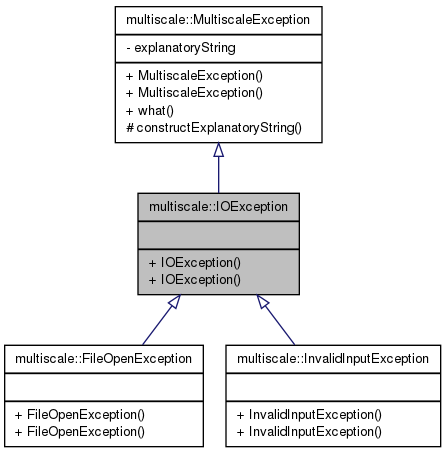 multiscale::MultiscaleException
- explanatoryString
+ MultiscaleException()
+ MultiscaleException()
+ what()
# constructExplanatoryString()
multiscale::IOException
+ IOException()
+ IOException()
multiscale::FileOpenException
+ FileOpenException()
+ FileOpenException()
multiscale::InvalidInputException
+ InvalidInputException()
+ InvalidInputException()